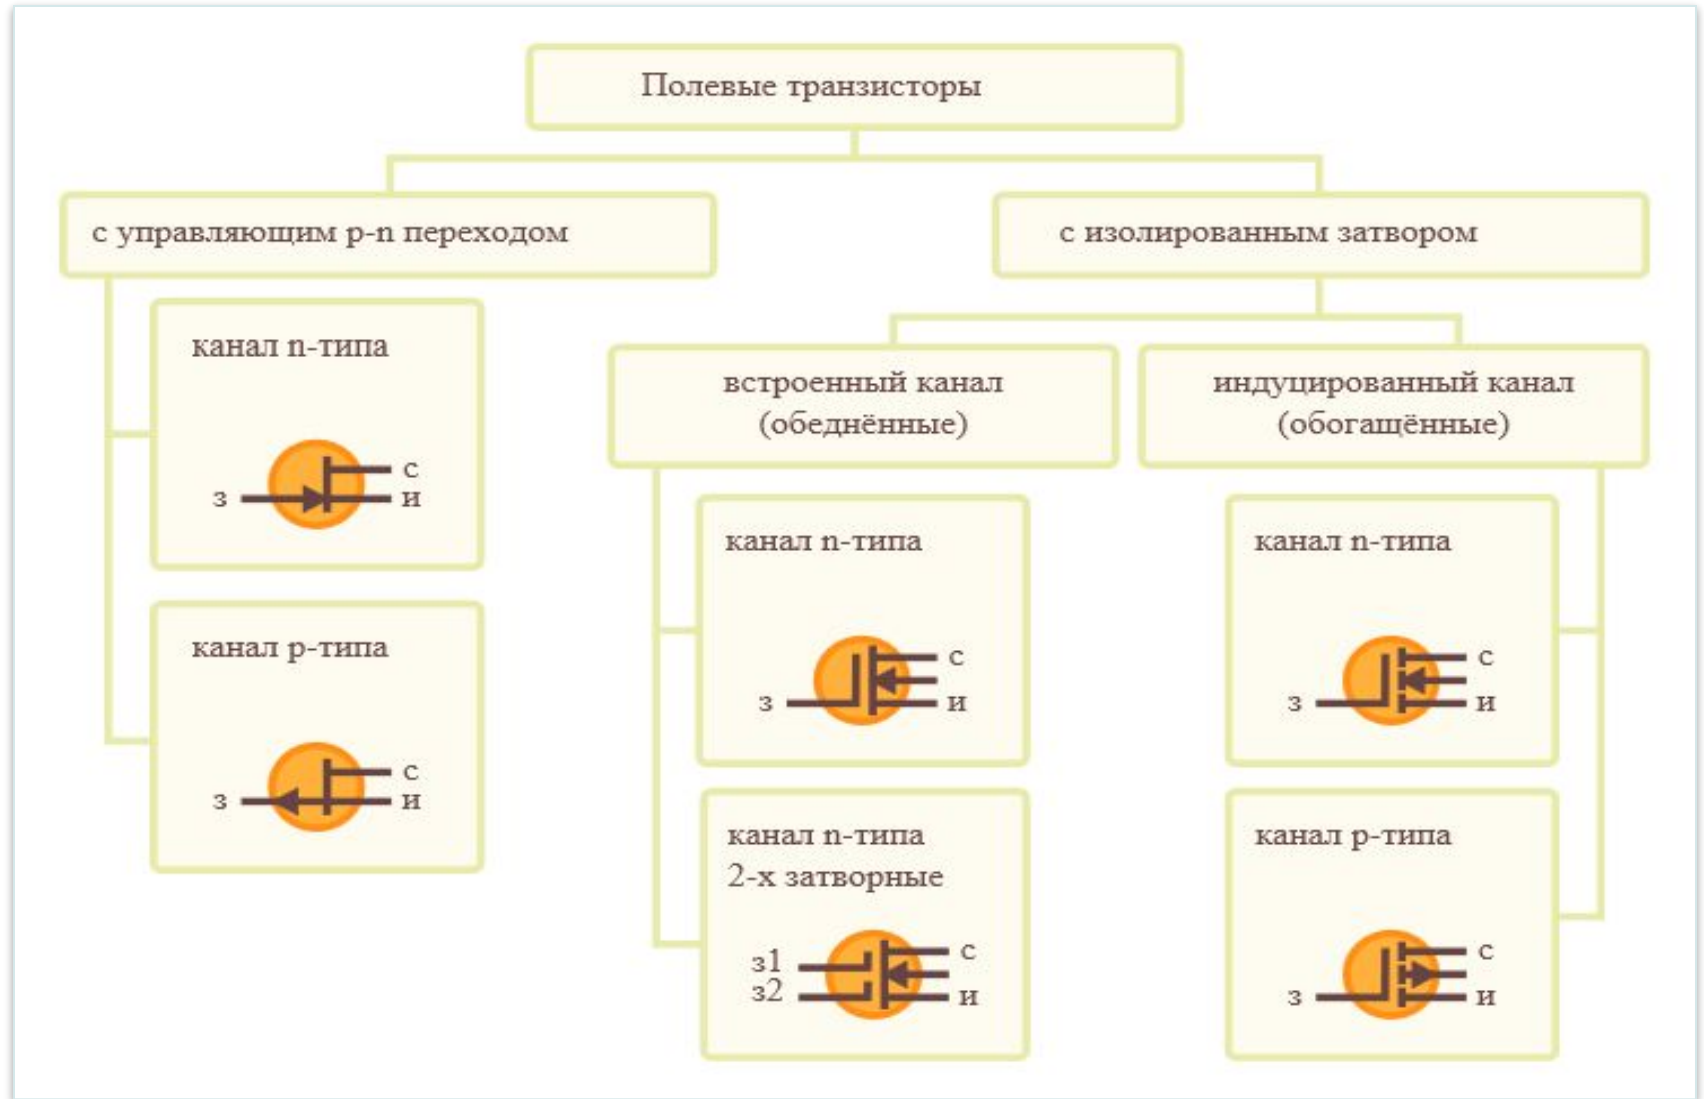 Полевые транзисторы
с управляющим p-n переходом
с изолированным затвором
канал n-типа
з
с
и
канал p-типа
з
с
и
встроенный канал
(обеднённые)
канал n-типа
з
с
и
канал n-типа
2-х затворные
з1
з2
с
и
индуцированный канал
(обогащённые)
канал n-типа
з
с
и
канал p-типа
з
с
и